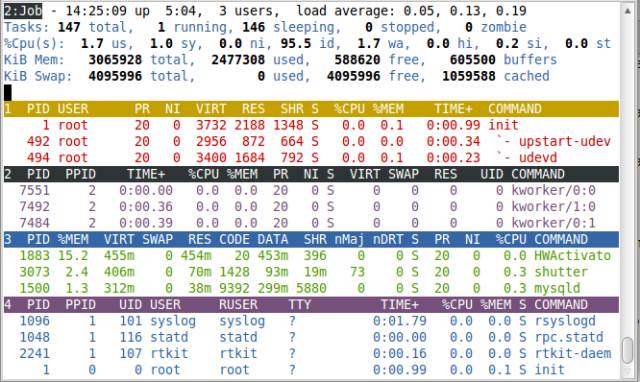 2:Job - 14:25:09 up  5:04,  3 users,  load average: 0.05, 0.13, 0.19
Tasks: 147 total,   1 running, 146 sleeping,   0 stopped,   0 zombie
%Cpu(s):  1.7 us,  1.0 sy,  0.0 ni, 95.5 id,  1.7 wa,  0.0 hi,  0.2 si,  0.0 st
KiB Mem:   3065928 total,  2477308 used,   588620 free,   605500 buffers
KiB Swap:  4095996 total,        0 used,  4095996 free,  1059588 cached
1  PID USER      PR  NI  VIRT  RES  SHR S  %CPU %MEM    TIME+  COMMAND
     1 root      20   0  3732 2188 1348 S   0.0  0.1   0:00.99 init
   492 root      20   0  2956  872  664 S   0.0  0.0   0:00.34  `- upstart-udev
   494 root      20   0  3400 1684  792 S   0.0  0.1   0:00.23  `- udevd
2  PID  PPID    TIME+   %CPU %MEM  PR  NI S  VIRT SWAP  RES   UID COMMAND
  7551     2   0:00.00   0.0  0.0  20   0 S     0    0    0     0 kworker/0:0
  7492     2   0:00.36   0.0  0.0  20   0 S     0    0    0     0 kworker/1:0
  7484     2   0:00.39   0.0  0.0  20   0 S     0    0    0     0 kworker/0:1
3  PID %MEM  VIRT SWAP  RES CODE DATA  SHR nMaj nDRT S  PR  NI  %CPU COMMAND
  1883 15.2  455m    0 454m   20 453m  396    0    0 S  20   0   0.0 HWActivato
  3073  2.4  406m    0  70m 1428  93m  19m   73    0 S  20   0   0.3 shutter
  1500  1.3  312m    0  38m 9392 299m 5880    0    0 S  20   0   0.3 mysqld
4  PID  PPID   UID USER     RUSER    TTY         TIME+   %CPU %MEM S COMMAND
  1096     1   101 syslog   syslog   ?          0:01.79   0.0  0.0 S rsyslogd
  1048     1   116 statd    statd    ?          0:00.00   0.0  0.0 S rpc.statd
  2241     1   107 rtkit    rtkit    ?          0:00.16   0.0  0.0 S rtkit-daem
     1     0     0 root     root     ?          0:00.99   0.0  0.1 S init